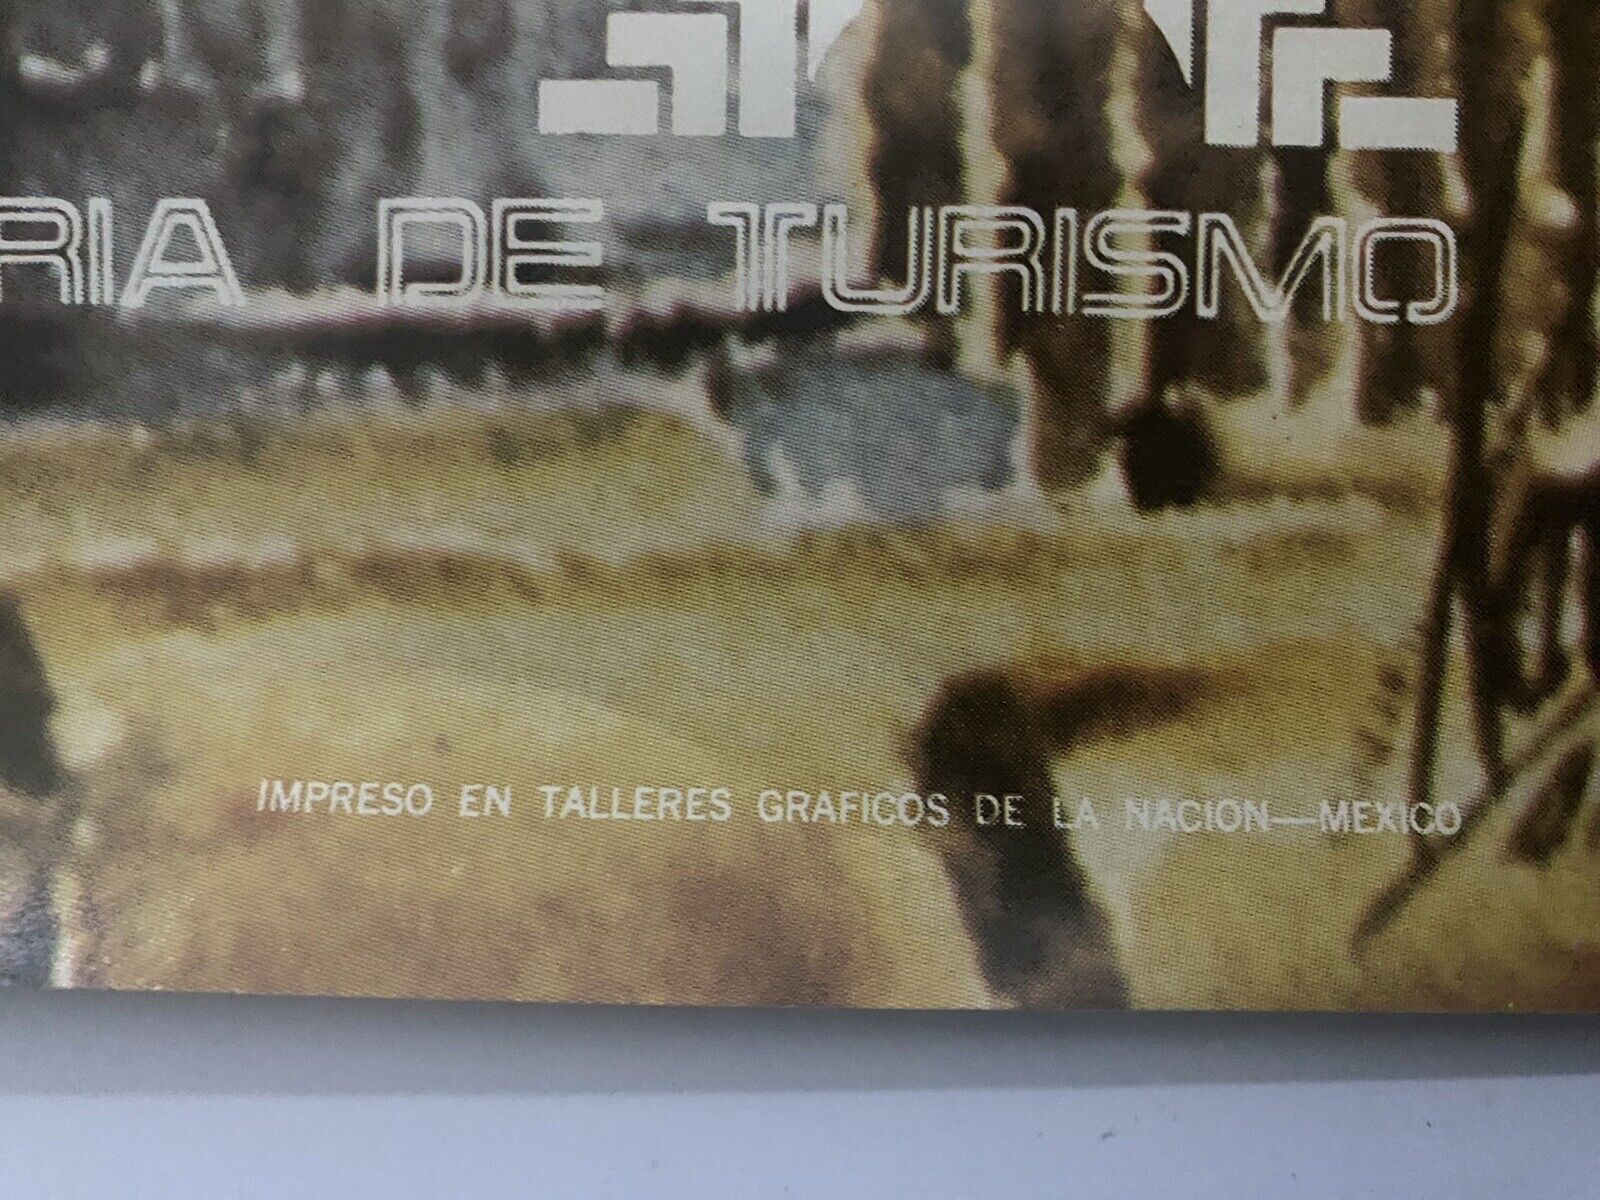 RIA DE TURISMO
IMPRESO EN TALLERES GRAFICOS DE LA NACION—MEXICO